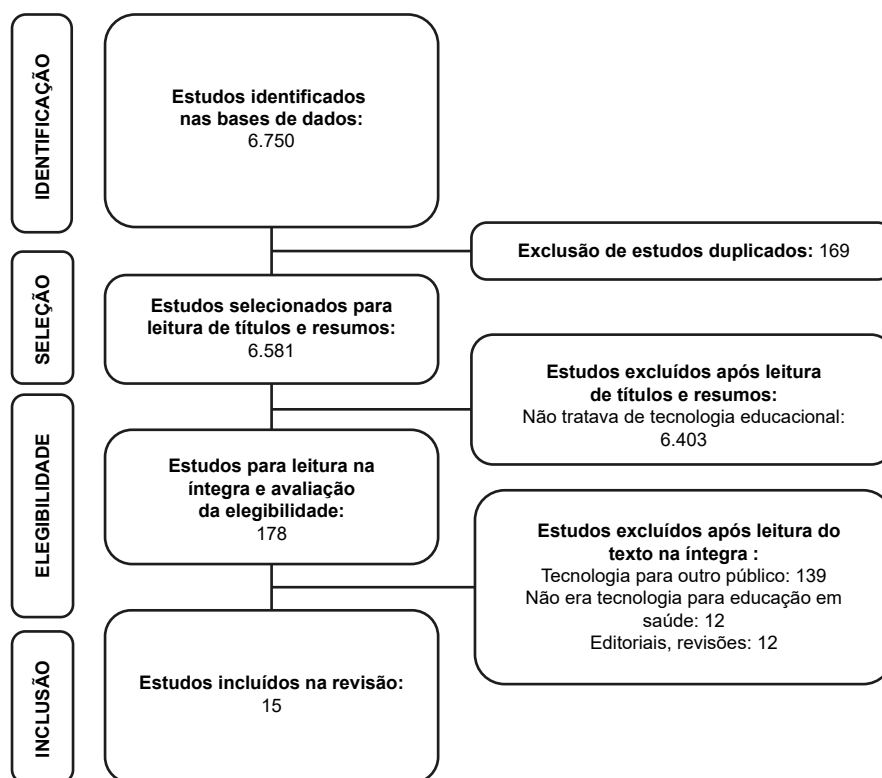 IDENTIFICAÇÃO
Estudos identificados
nas bases de dados:
6.750
Exclusão de estudos duplicados: 169
SELEÇÃO
Estudos selecionados para
leitura de títulos e resumos:
6.581
Estudos excluídos após leitura
de títulos e resumos:
Não tratava de tecnologia educacional:
6.403
ELEGIBILIDADE
Estudos para leitura na
íntegra e avaliação
da elegibilidade:
178
Estudos excluídos após leitura do
texto na íntegra :
Tecnologia para outro público: 139
Não era tecnologia para educação em
saúde: 12
Editoriais, revisões: 12
INCLUSÃO
Estudos incluídos na revisão:
15